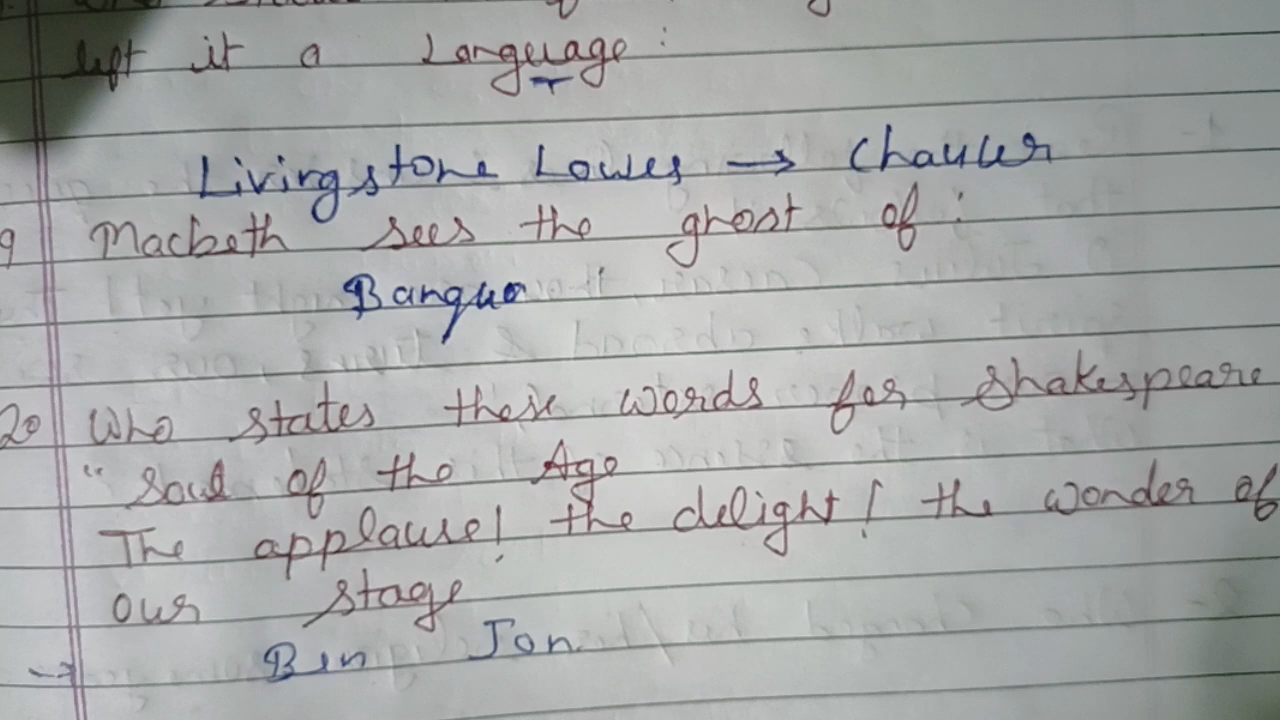 left it a Language :
Livingstone Lowes → Chaucer
9 Macbeth sees the ghost of :
Banquo
20 Who states these words for Shakespeare
"Soul of the Age
The applause! the delight! the wonder of
our stage
→ Ben Jon